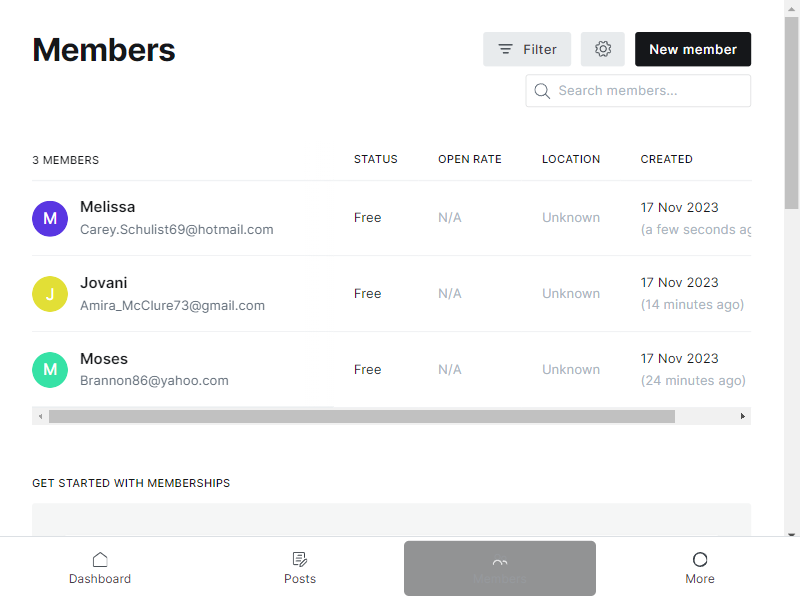 Members
Filter
New member
Search members...
3 MEMBERS STATUS OPEN RATE LOCATION CREATED
M Melissa Free N/A Unknown 17 Nov 2023
Carey.Schulist69@hotmail.com (a few seconds ag
J Jovani Free N/A Unknown 17 Nov 2023
Amira_McClure73@gmail.com (14 minutes ago)
M Moses Free N/A Unknown 17 Nov 2023
Brannon86@yahoo.com (24 minutes ago)
GET STARTED WITH MEMBERSHIPS
Dashboard Posts Members More